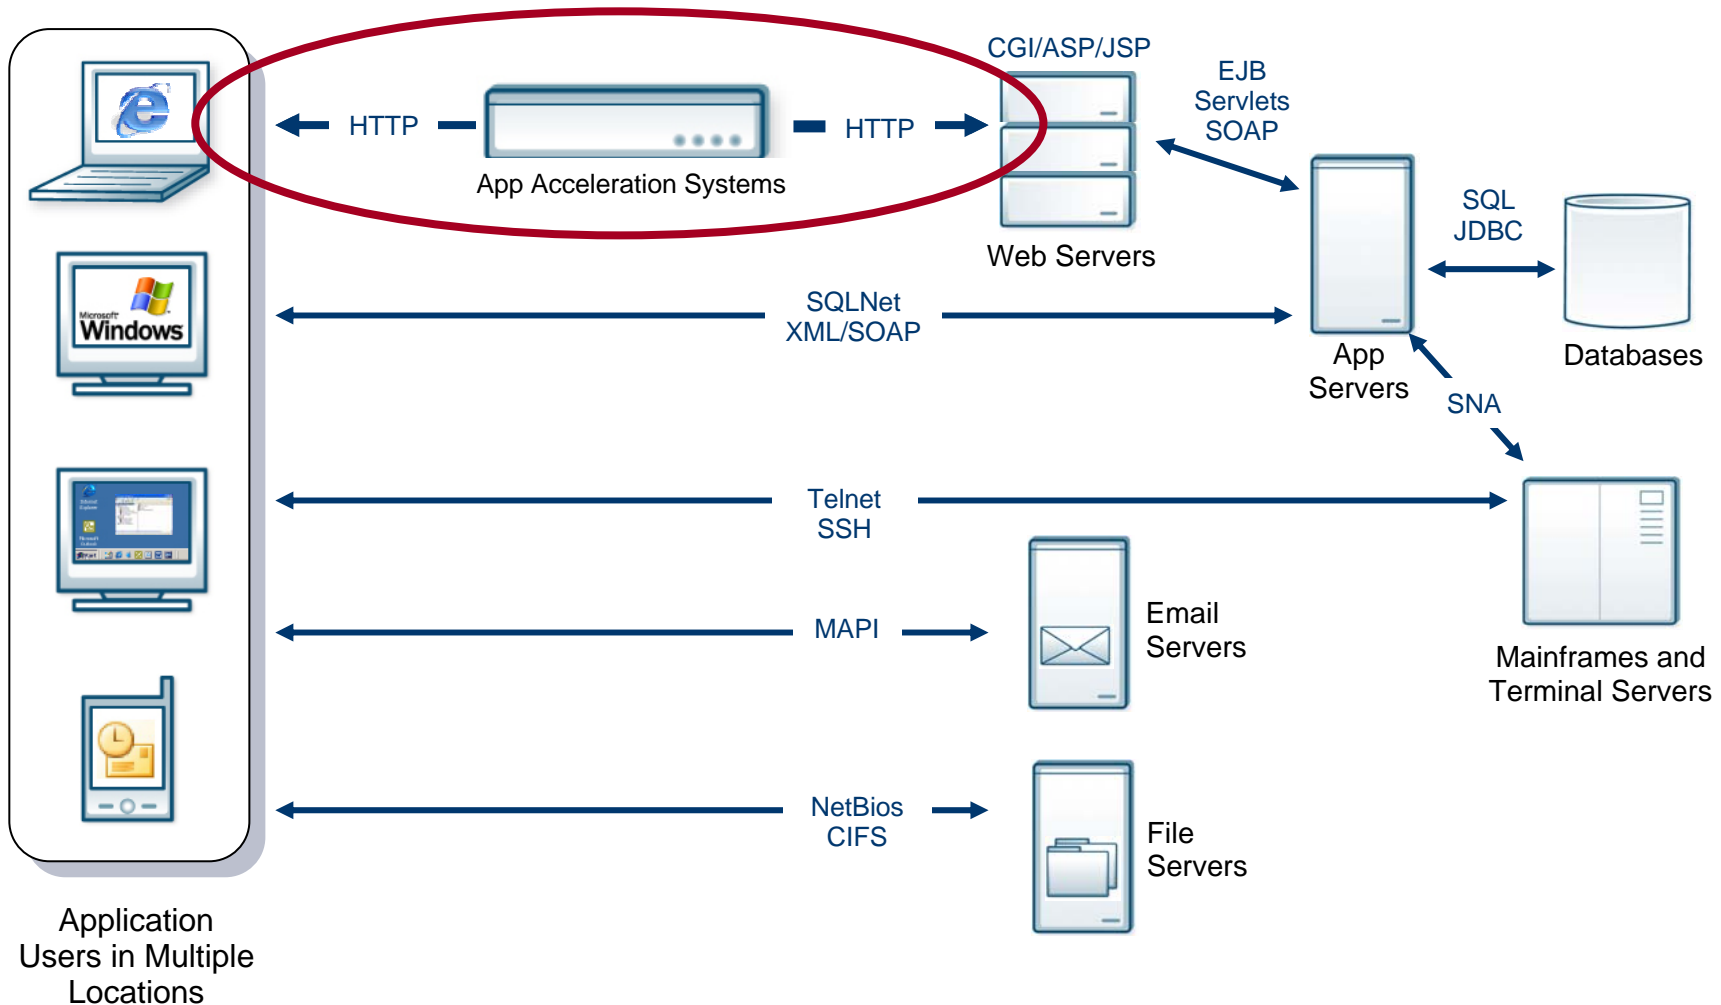 CGI/ASP/JSP
EJB
Servlets
SOAP
HTTP
HTTP
App Acceleration Systems
Web Servers
SQL
JDBC
Microsoft
Windows
SQLNet
XML/SOAP
App
Servers
Databases
SNA
Telnet
SSH
Mainframes and
Terminal Servers
MAPI
Email
Servers
NetBios
CIFS
File
Servers
Application
Users in Multiple
Locations